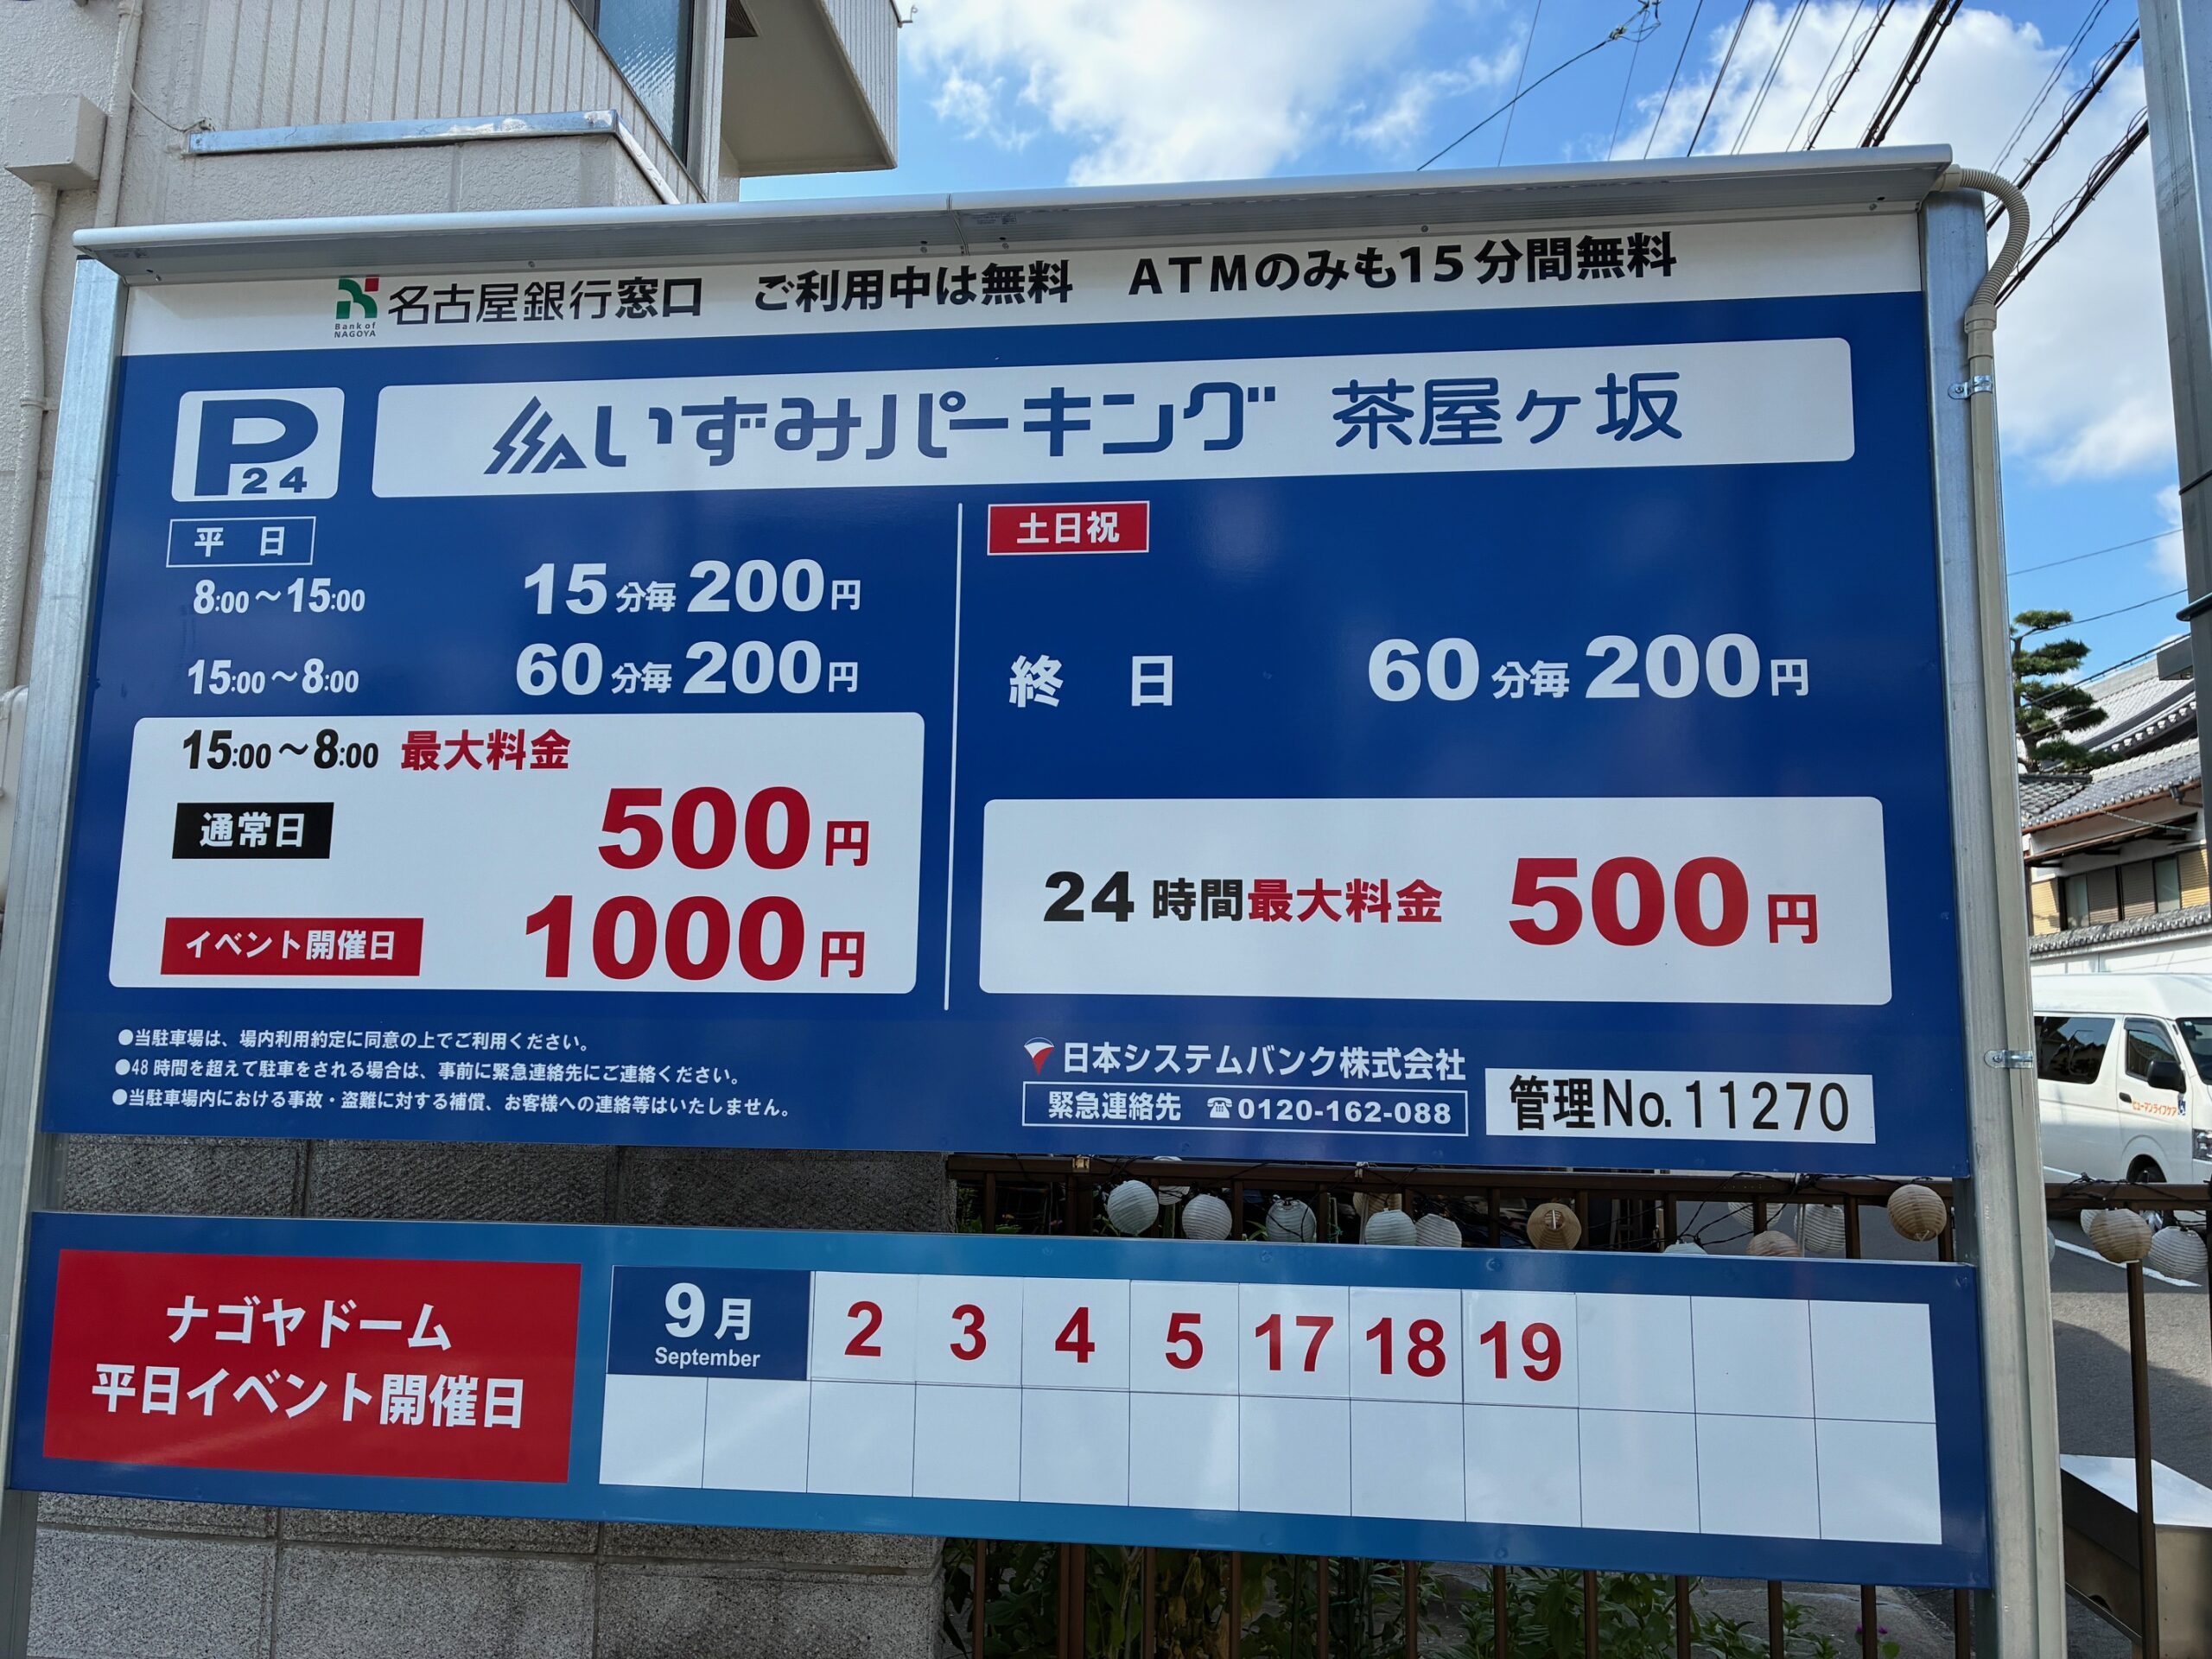 Bank of NAGOYA 名古屋銀行窓口 ご利用中は無料 ATMのみも15分間無料
P24 いずみパーキング 茶屋ヶ坂
平日
8:00～15:00 15分毎200円
15:00～8:00 60分毎200円
15:00～8:00 最大料金
通常日 500円
イベント開催日 1000円
土日祝
終日 60分毎200円
24時間最大料金 500円
●当駐車場は、場内利用約定に同意の上でご利用ください。
●48時間を超えて駐車をされる場合は、事前に緊急連絡先にご連絡ください。
●当駐車場内における事故・盗難に対する補償、お客様への連絡等はいたしません。
日本システムバンク株式会社
緊急連絡先 ☎0120-162-088
管理No.11270
ナゴヤドーム
平日イベント開催日
9月 2 3 4 5 17 18 19
September
ヒューマンライフケア